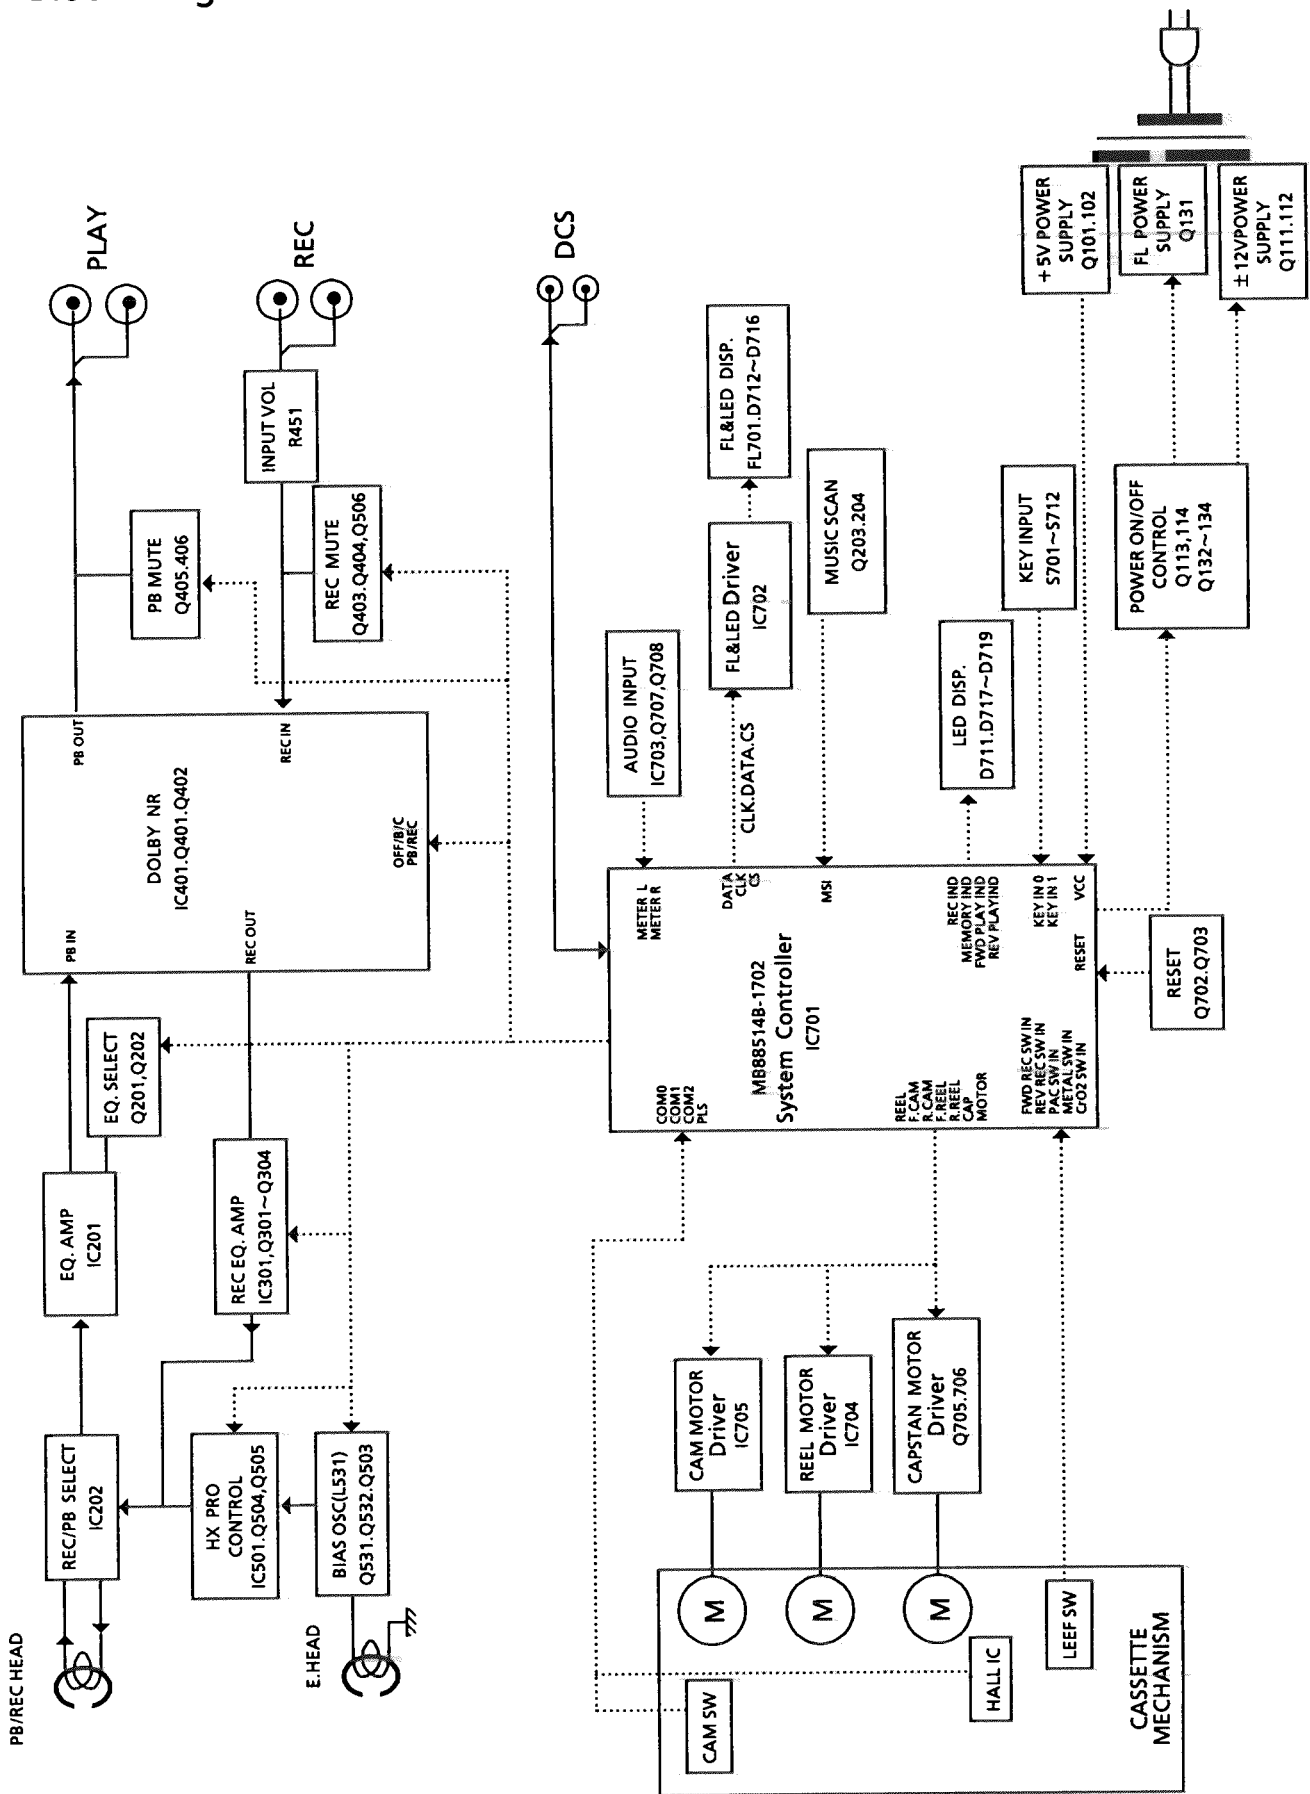 PB/REC HEAD
REC/PB SELECT
IC202
EQ. AMP
IC201
EQ. SELECT
Q201,Q202
PB IN
DOLBY NR
IC401.Q401.Q402
PB OUT
REC OUT
REC IN
OFF/B/C
PB/REC
PB MUTE
Q405.406
PLAY
HX PRO
CONTROL
IC501.Q504,Q505
REC EQ. AMP
IC301,Q301~Q304
REC MUTE
Q403.Q404,Q506
INPUT VOL
R451
REC
E.HEAD
BIAS OSC(L531)
Q531.Q532.Q503
DCS
AUDIO INPUT
IC703,Q707,Q708
FL&LED Driver
IC702
FL&LED DISP.
FL701.D712~D716
CLK.DATA.CS
MUSIC SCAN
Q203.204
COM0
COM1
COM2
PLS
METER L
METER R
DATA
CLK
CS
MSI
MB88514B-1702
System Controller
IC701
REEL
F.CAM
R.CAM
F.REEL
R.REEL
CAP
MOTOR
REC IND
MEMORY IND
FWD PLAY IND
REV PLAYIND
KEY IN 0
KEY IN 1
VCC
RESET
FWD REC SW IN
REV REC SW IN
PAC SW IN
METAL SW IN
CrO2 SW IN
LED DISP.
D711.D717~D719
KEY INPUT
S701~S712
RESET
Q702.Q703
POWER ON/OFF
CONTROL
Q113,114
Q132~134
+5V POWER
SUPPLY
Q101.102
FL POWER
SUPPLY
Q131
±12VPOWER
SUPPLY
Q111.112
CAM MOTOR
Driver
IC705
REEL MOTOR
Driver
IC704
CAPSTAN MOTOR
Driver
Q705.706
M
M
M
CAM SW
HALL IC
LEEF SW
CASSETTE
MECHANISM